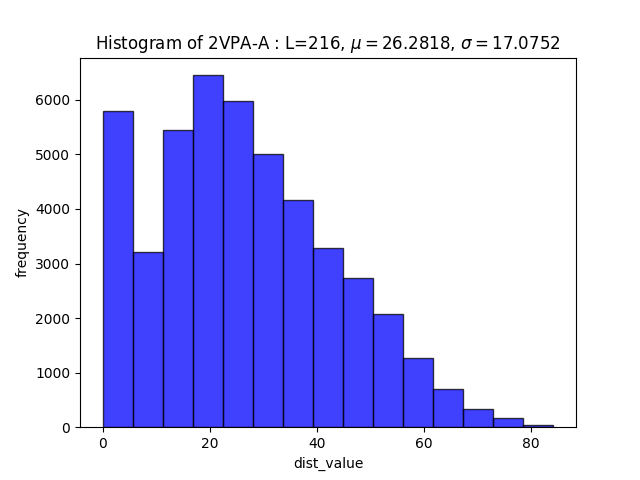 Histogram of 2VPA-A : L=216, μ = 26.2818, σ = 17.0752
6000
5000
4000
3000
2000
1000
0
frequency
0 20 40 60 80
dist_value